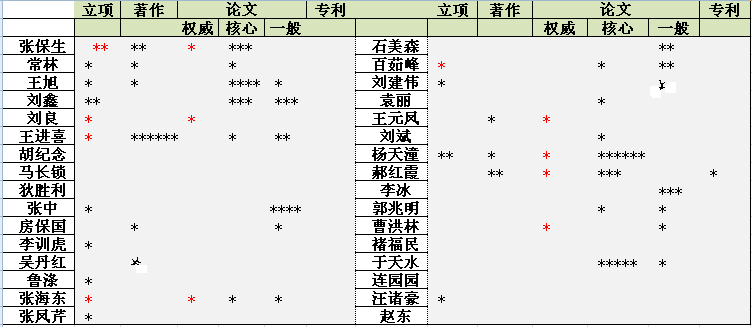 立项 著作 论文 专利 立项 著作 论文 专利
权威 核心 一般 权威 核心 一般
张保生 ** ** * *** 石美森 **
常林 * * * 百茹峰 * * **
王旭 * * **** * 刘建伟 * *
刘鑫 ** *** *** 袁丽 *
刘良 * * 王元凤 * *
王进喜 * ****** * ** 刘斌 *
胡纪念 杨天潼 ** * * ******
马长锁 郝红霞 ** * *** *
狄胜利 李冰 ***
张中 * **** 郭兆明 * *
房保国 * * 曹洪林 * *
李训虎 * 褚福民
吴丹红 * 于天水 ***** *
鲁涤 * 连园园
张海东 * * * * 汪诸豪 *
张凤芹 * 赵东